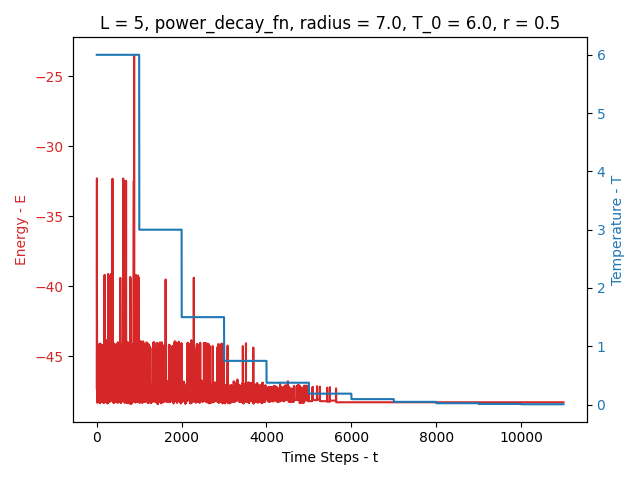 L = 5, power_decay_fn, radius = 7.0, T_0 = 6.0, r = 0.5
Energy - E
−25
−30
−35
−40
−45
6
5
4
3
2
1
0
Temperature - T
0 2000 4000 6000 8000 10000
Time Steps - t